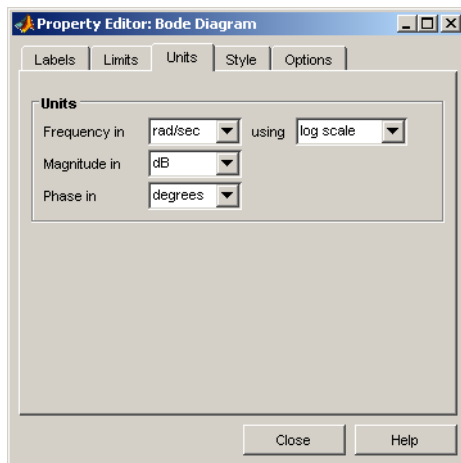 Property Editor: Bode Diagram
Labels Limits Units Style Options
Units
Frequency in rad/sec using log scale
Magnitude in dB
Phase in degrees
Close Help